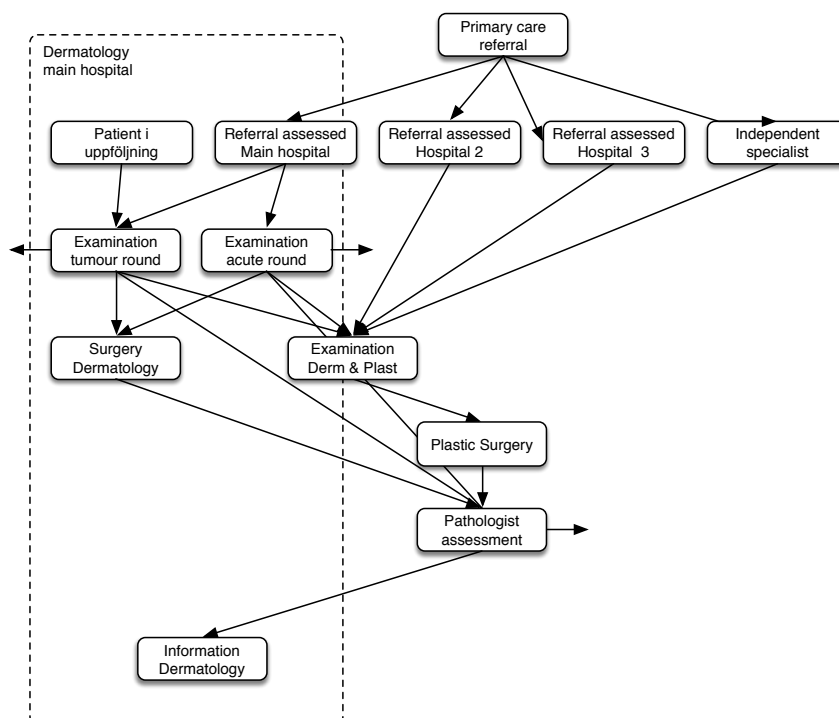 Primary care
referral
Dermatology
main hospital
Patient i
uppföljning
Referral assessed
Main hospital
Referral assessed
Hospital 2
Referral assessed
Hospital  3
Independent
specialist
Examination
tumour round
Examination
acute round
Surgery
Dermatology
Examination
Derm & Plast
Plastic Surgery
Pathologist
assessment
Information
Dermatology